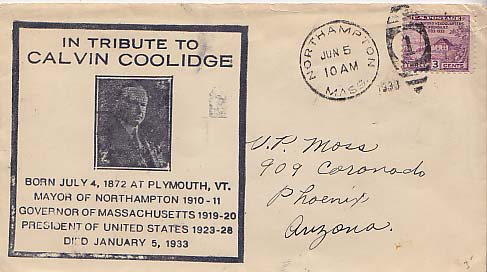 IN TRIBUTE TO
CALVIN COOLIDGE
BORN JULY 4, 1872 AT PLYMOUTH, VT.
MAYOR OF NORTHAMPTON 1910-11
GOVERNOR OF MASSACHUSETTS 1919-20
PRESIDENT OF UNITED STATES 1923-28
DIED JANUARY 5, 1933
NORTHAMPTON
JUN 5
10 AM
MASS.
1933
U.S. POSTAGE
3 CENTS
V.P. Moss
909 Coronado
Phoenix
Arizona.